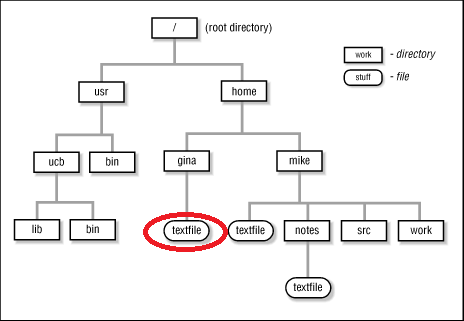 / (root directory)
work - directory
stuff - file
usr home
ucb bin gina mike
lib bin textfile textfile notes src work
textfile